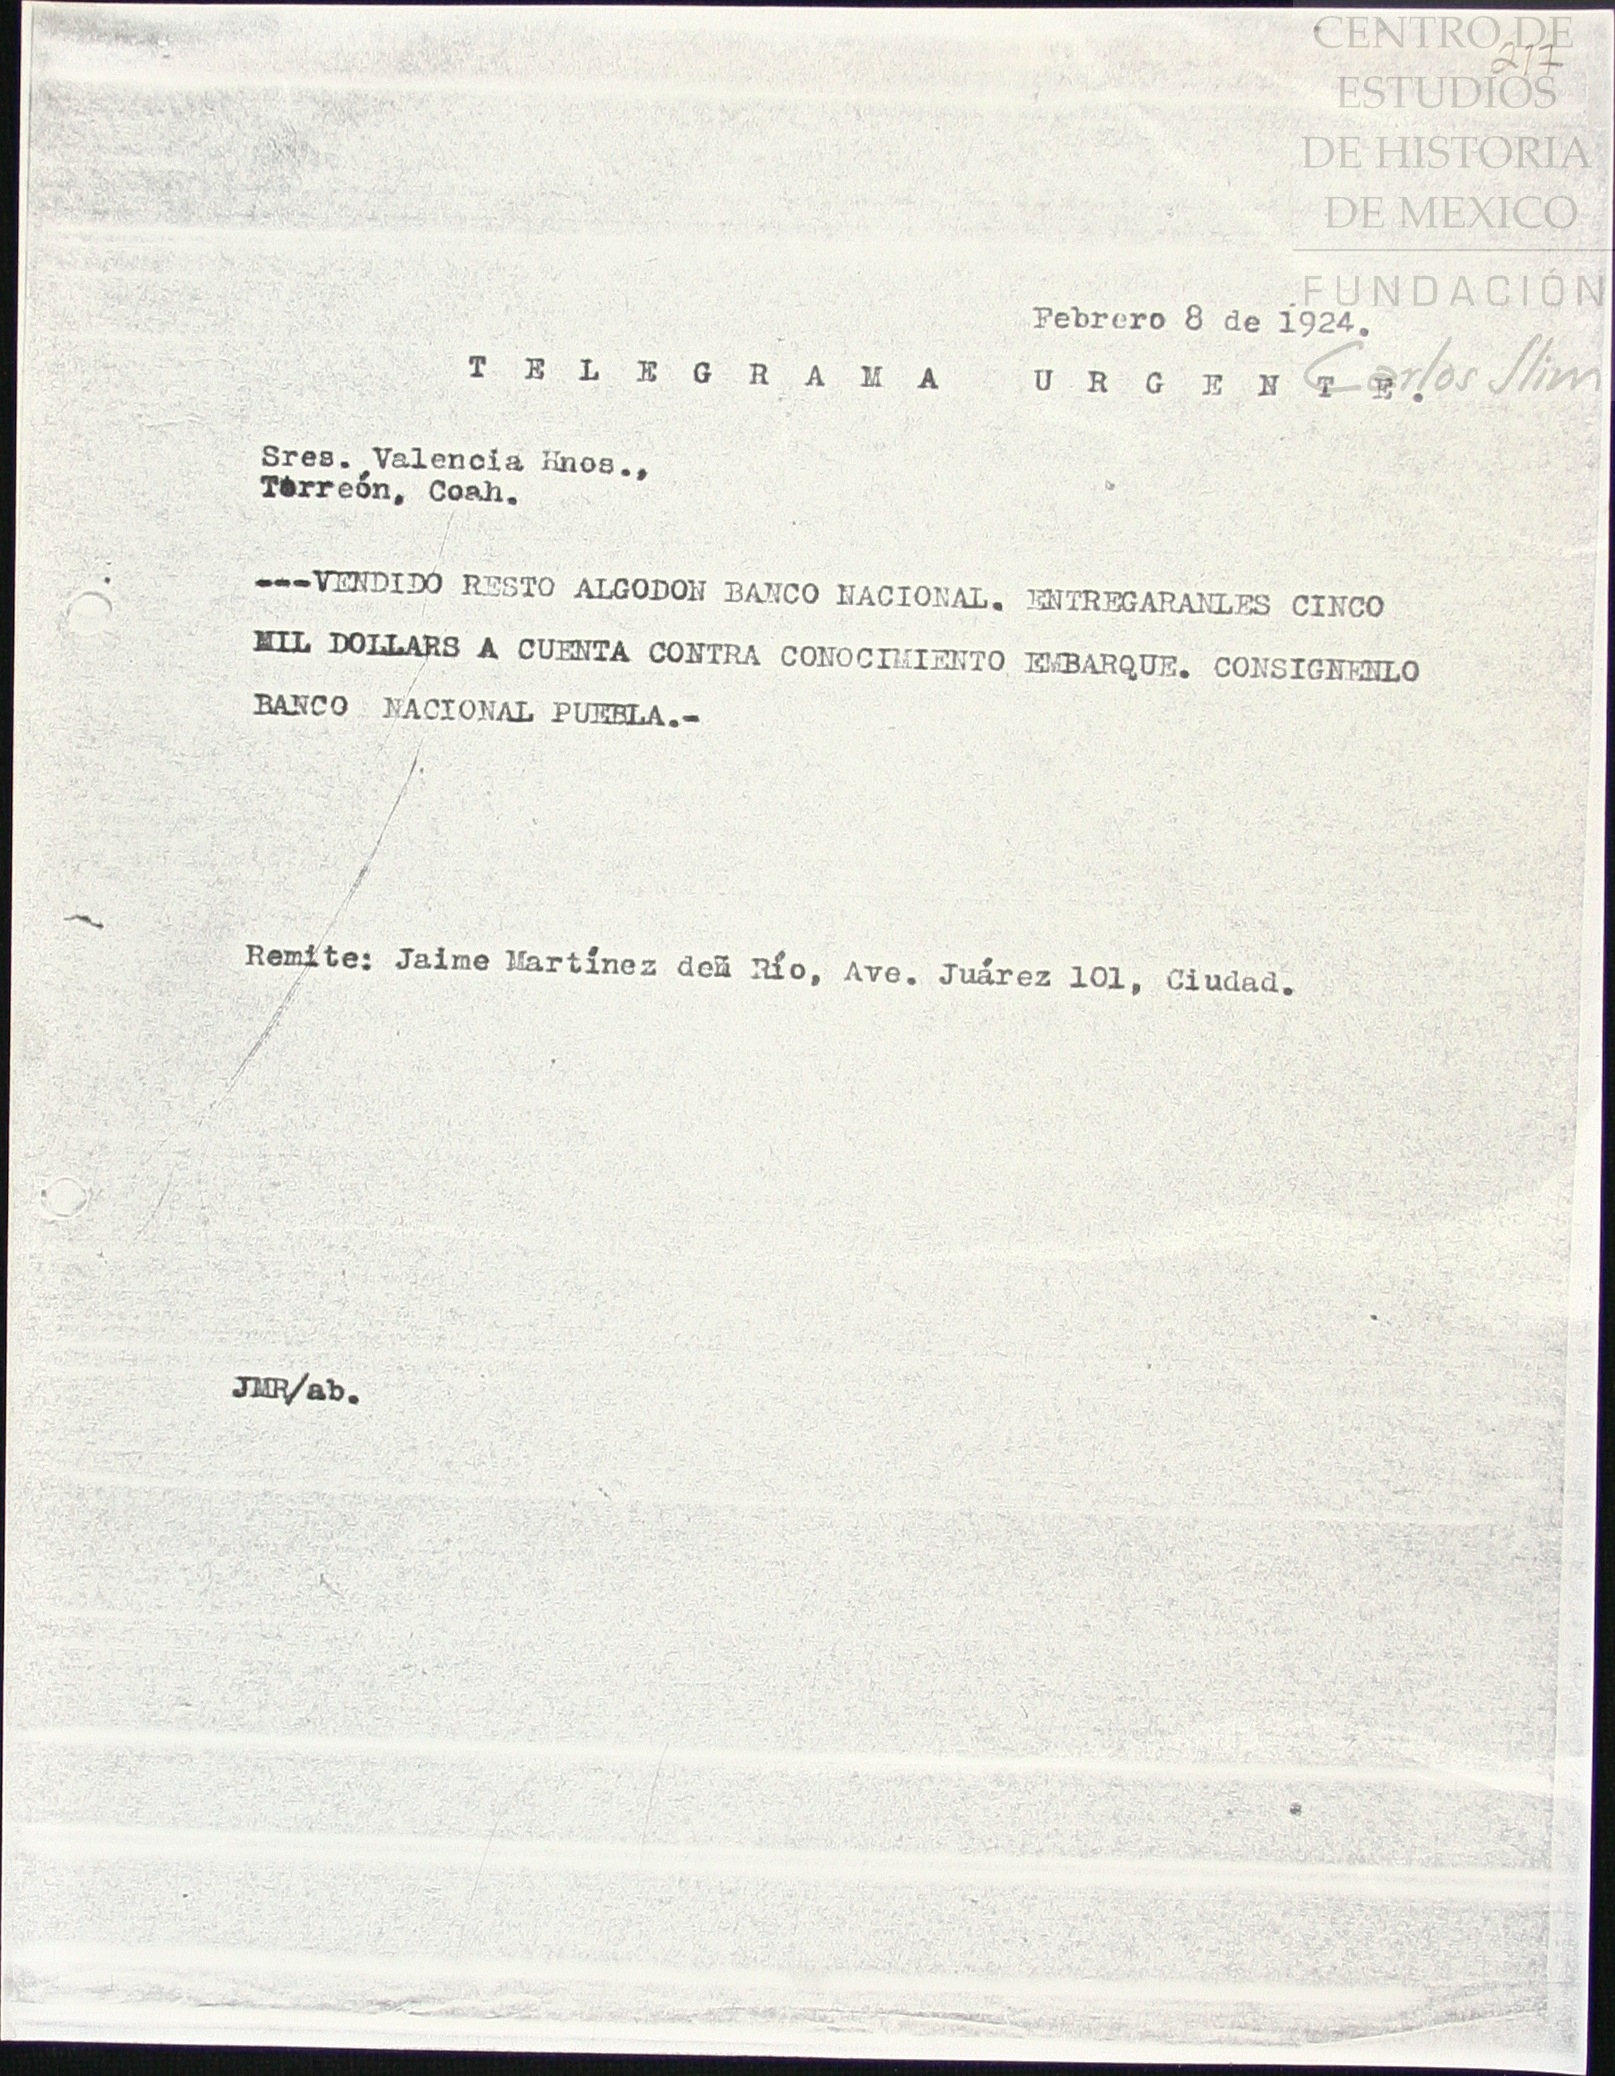 CENTRO DE
217
ESTUDIOS
DE HISTORIA
DE MEXICO
FUNDACIÓN
Carlos Slim
Febrero 8 de 1924.
T E L E G R A M A   U R G E N T E.
Sres. Valencia Hnos.,
Torreón, Coah.
---VENDIDO RESTO ALGODON BANCO NACIONAL. ENTREGARANLES CINCO
MIL DOLLARS A CUENTA CONTRA CONOCIMIENTO EMBARQUE. CONSIGNENLO
BANCO NACIONAL PUEBLA.-
Remite: Jaime Martínez del Río, Ave. Juárez 101, Ciudad.
JMR/ab.